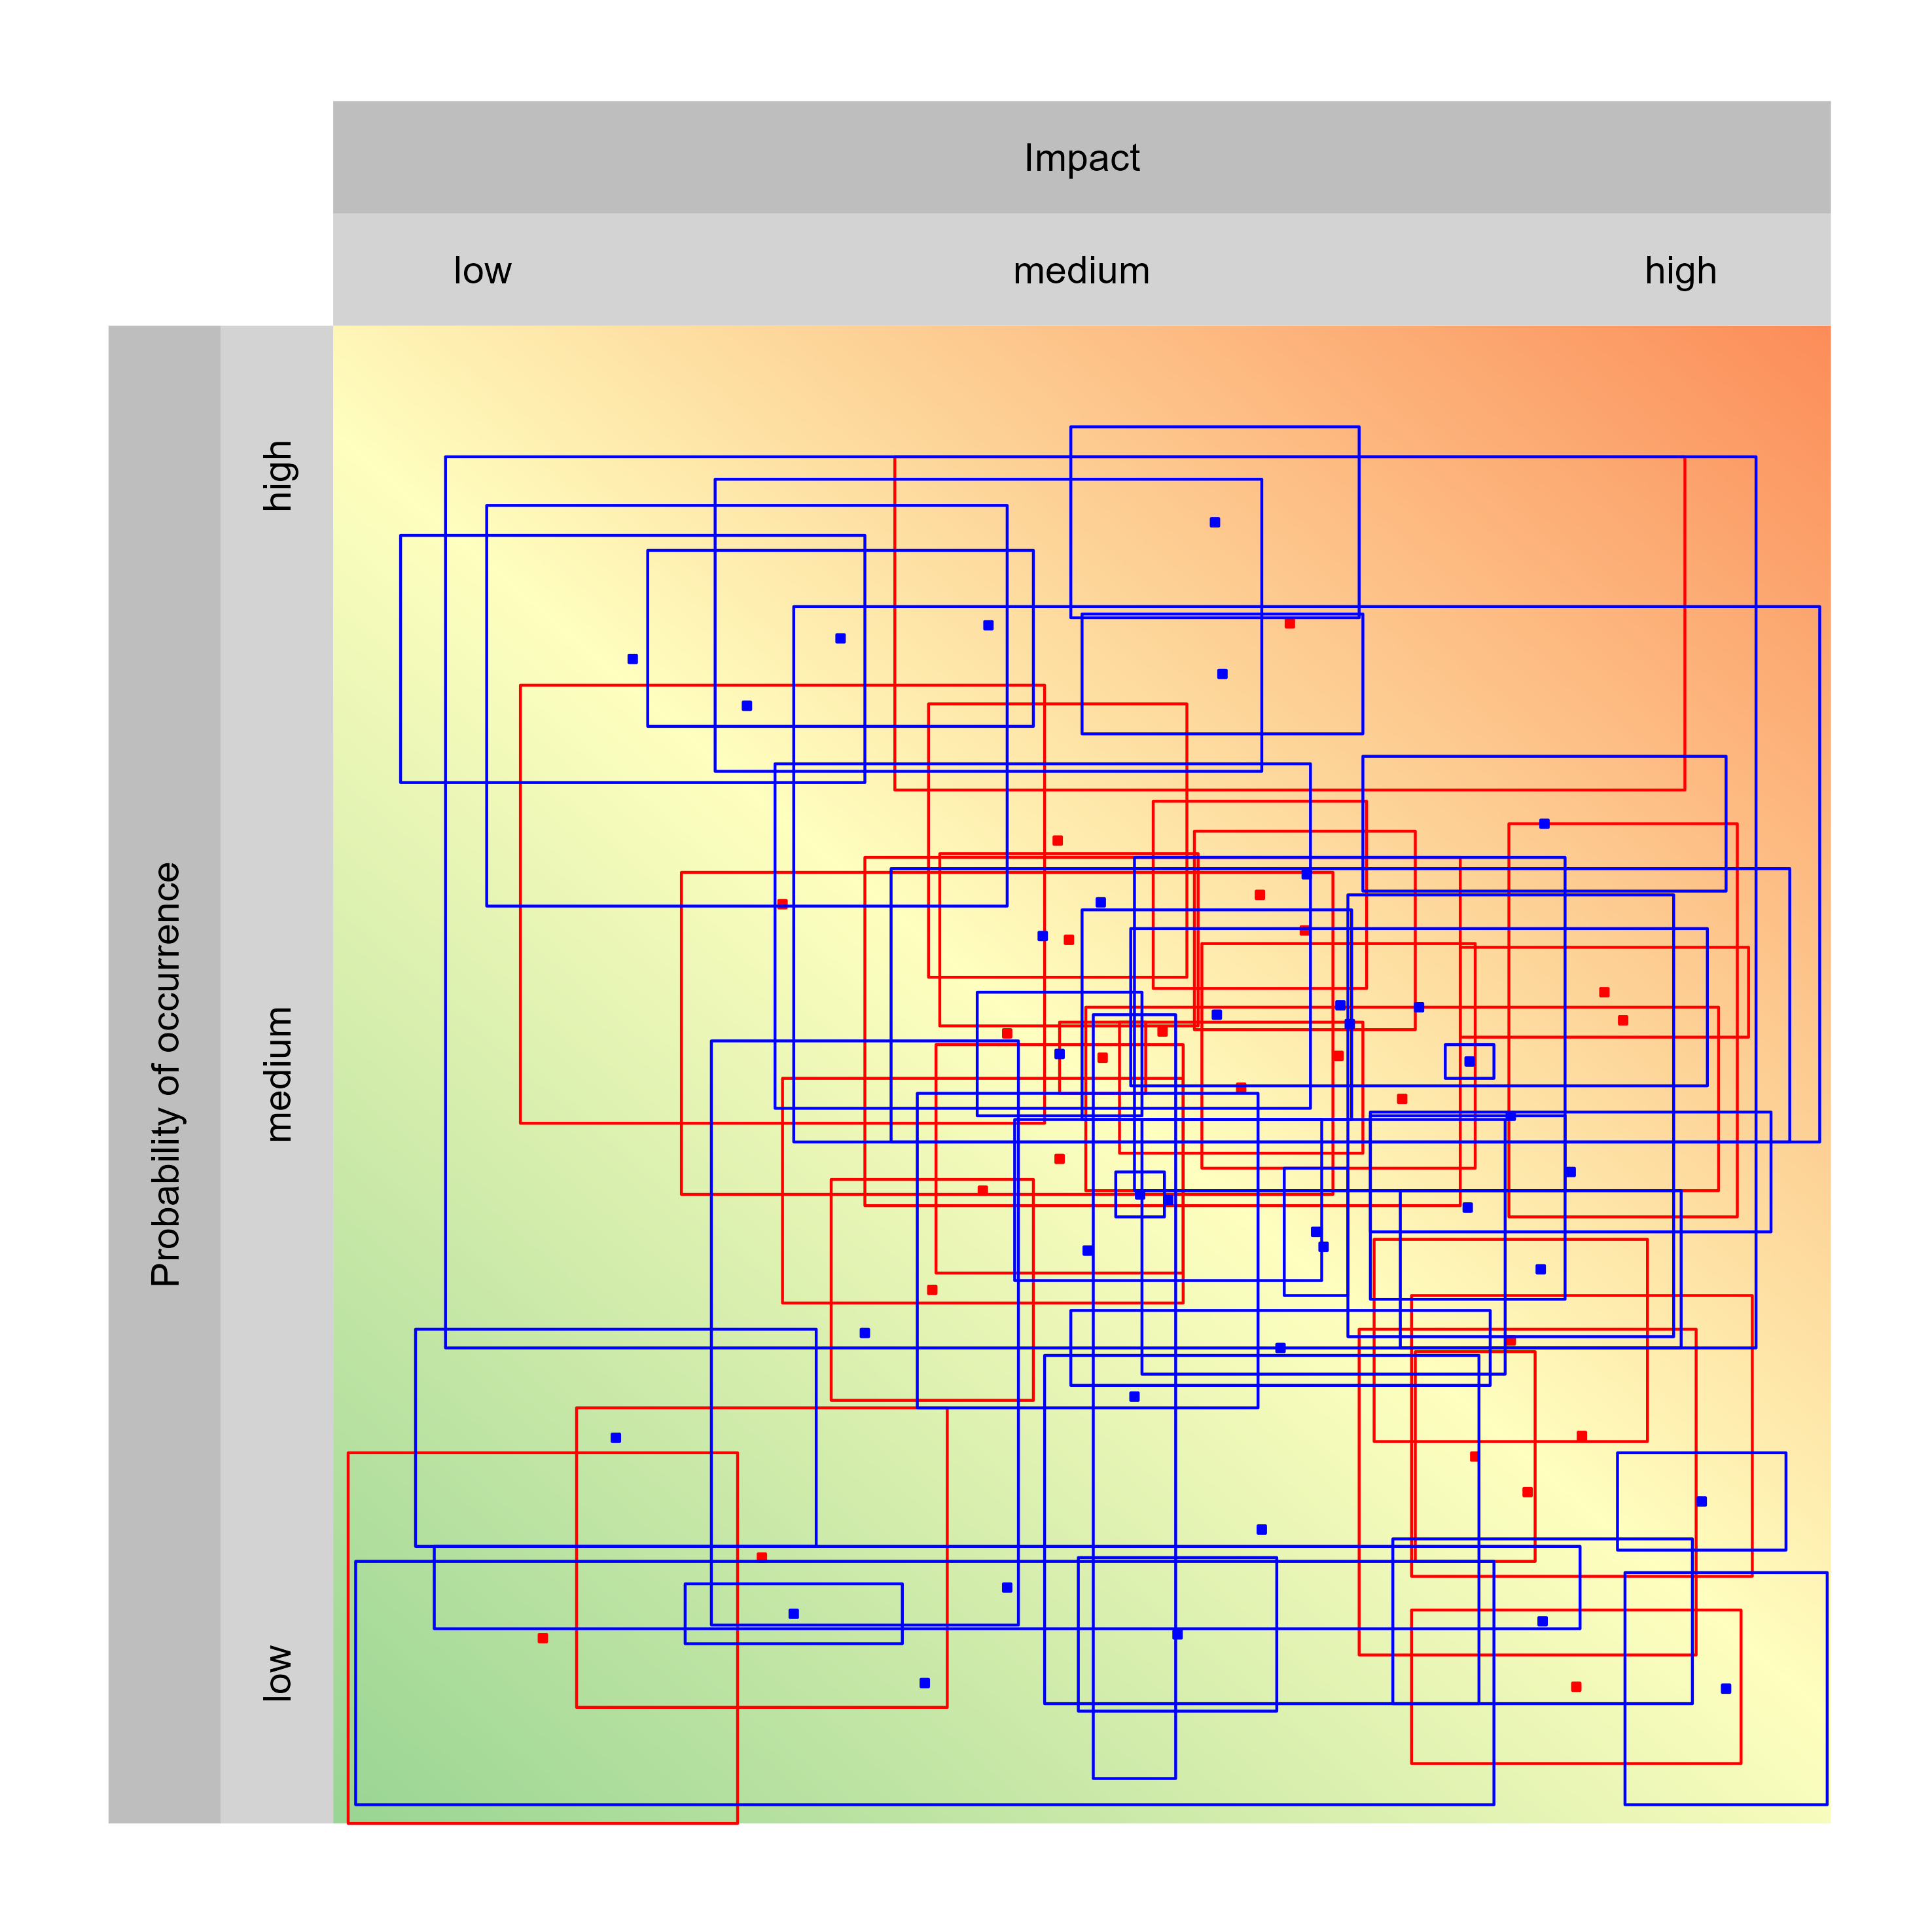 Impact
low
medium
high
Probability of occurrence
high
medium
low